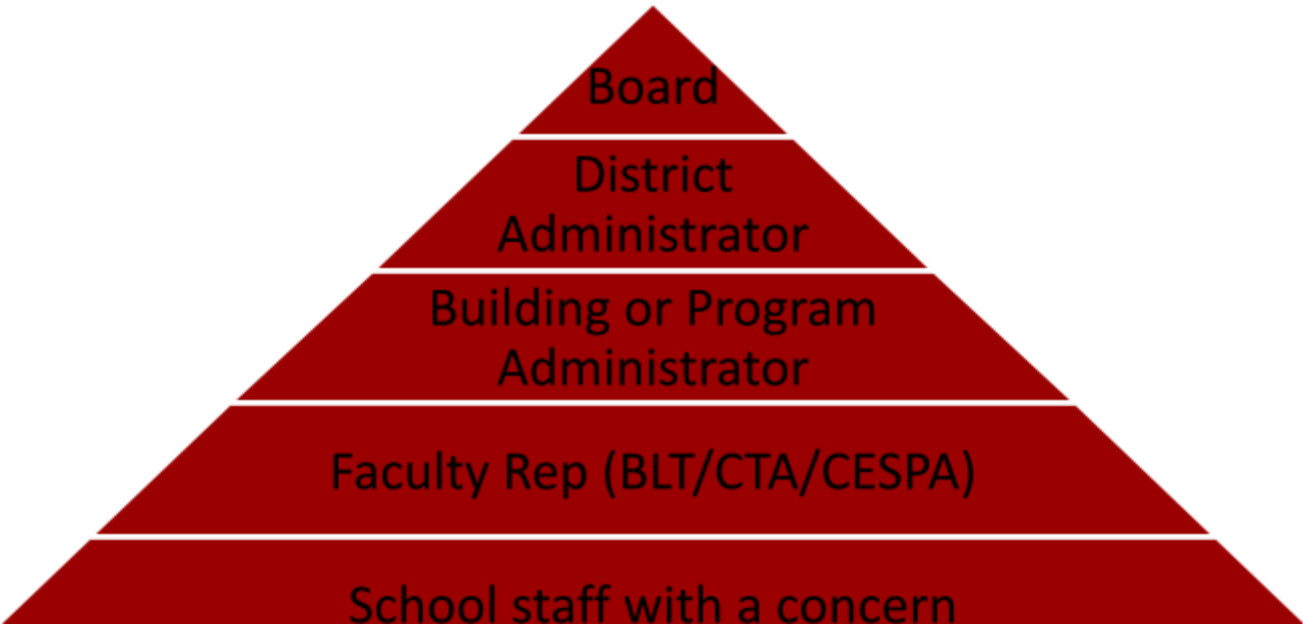 Board
District
Administrator
Building or Program
Administrator
Faculty Rep (BLT/CTA/CESPA)
School staff with a concern